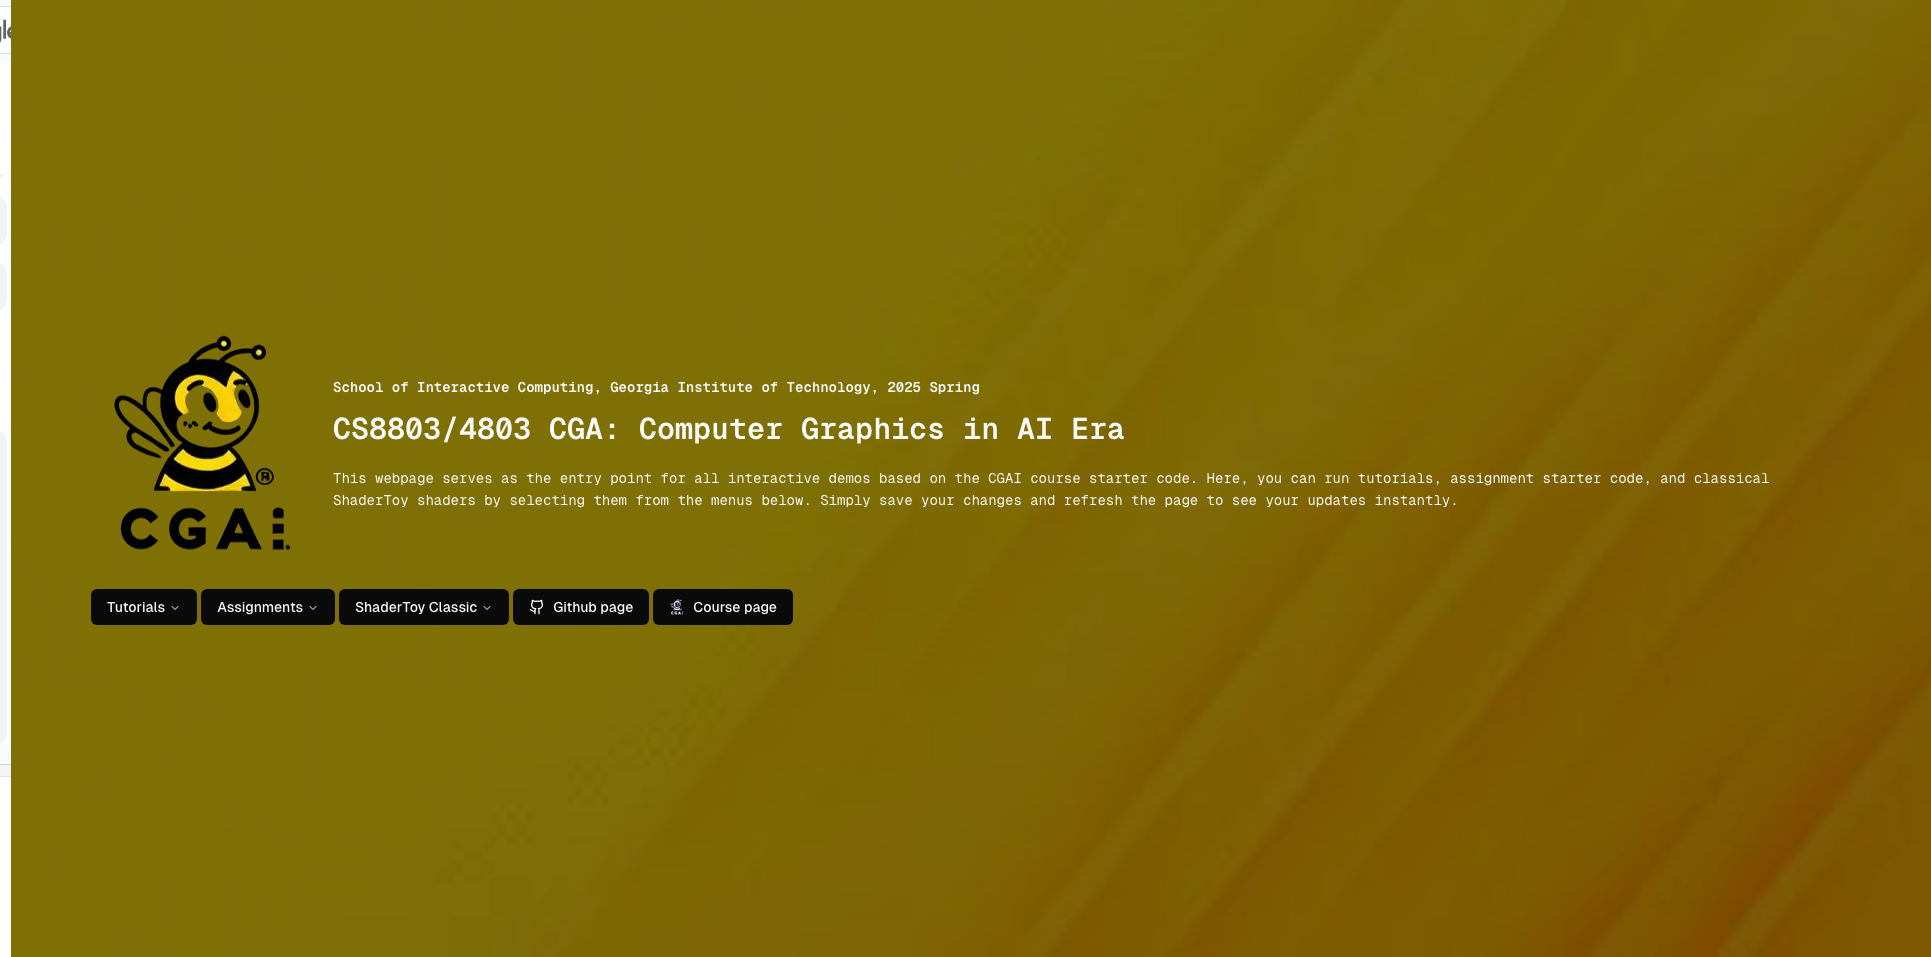 School of Interactive Computing, Georgia Institute of Technology, 2025 Spring
CS8803/4803 CGA: Computer Graphics in AI Era
This webpage serves as the entry point for all interactive demos based on the CGAI course starter code. Here, you can run tutorials, assignment starter code, and classical
ShaderToy shaders by selecting them from the menus below. Simply save your changes and refresh the page to see your updates instantly.
®
CGAI
Tutorials
Assignments
ShaderToy Classic
Github page
Course page